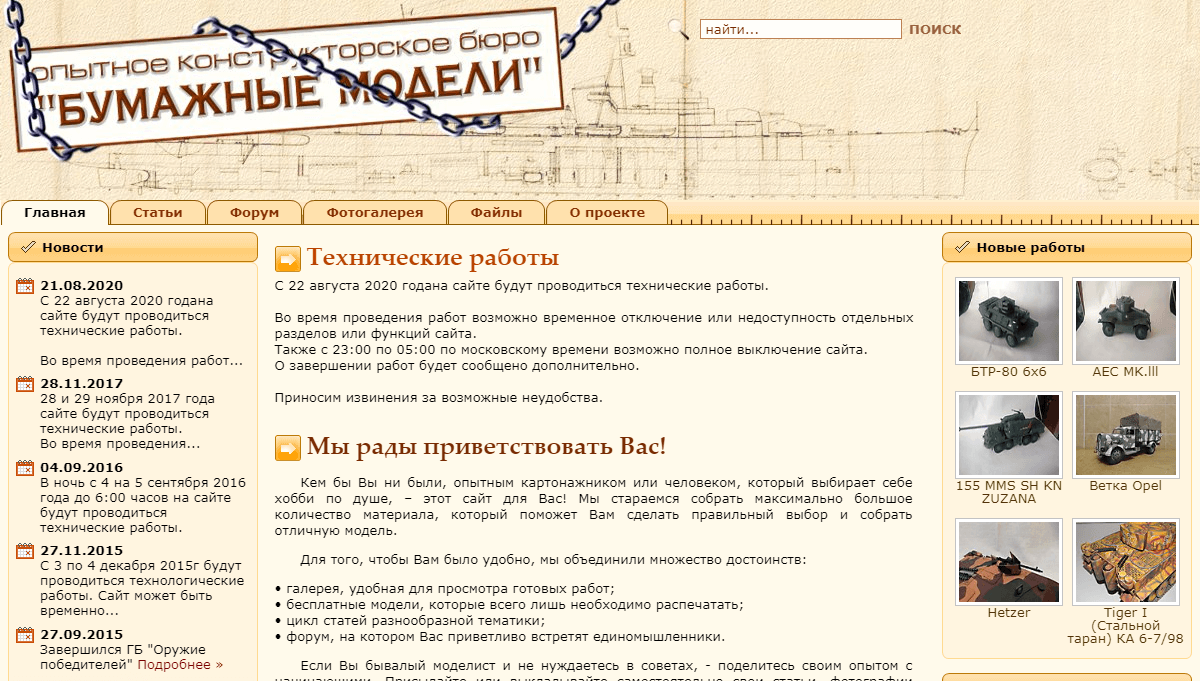 опытное конструкторское бюро
"БУМАЖНЫЕ МОДЕЛИ"
найти...
ПОИСК
Главная
Статьи
Форум
Фотогалерея
Файлы
О проекте
Новости
21.08.2020
С 22 августа 2020 годана
сайте будут проводиться
технические работы.
Во время проведения работ...
28.11.2017
28 и 29 ноября 2017 года
сайте будут проводиться
технические работы.
Во время проведения...
04.09.2016
В ночь с 4 на 5 сентября 2016
года до 6:00 часов на сайте
будут проводиться
технические работы.
27.11.2015
С 3 по 4 декабря 2015г будут
проводиться технологические
работы. Сайт может быть
временно...
27.09.2015
Завершился ГБ "Оружие
победителей" Подробнее »
Технические работы
С 22 августа 2020 годана сайте будут проводиться технические работы.
Во время проведения работ возможно временное отключение или недоступность отдельных
разделов или функций сайта.
Также с 23:00 по 05:00 по московскому времени возможно полное выключение сайта.
О завершении работ будет сообщено дополнительно.
Приносим извинения за возможные неудобства.
Мы рады приветствовать Вас!
Кем бы Вы ни были, опытным картонажником или человеком, который выбирает себе
хобби по душе, – этот сайт для Вас! Мы стараемся собрать максимально большое
количество материала, который поможет Вам сделать правильный выбор и собрать
отличную модель.
Для того, чтобы Вам было удобно, мы объединили множество достоинств:
• галерея, удобная для просмотра готовых работ;
• бесплатные модели, которые всего лишь необходимо распечатать;
• цикл статей разнообразной тематики;
• форум, на котором Вас приветливо встретят единомышленники.
Если Вы бывалый моделист и не нуждаетесь в советах, - поделитесь своим опытом с
начинающими. Присылайте или выкладывайте самостоятельно свои статьи, фотографии
Новые работы
БТР-80 6х6
AEC MK.lll
155 MMS SH KN
ZUZANA
Ветка Opel
Hetzer
Tiger I
(Стальной
таран) КА 6-7/98